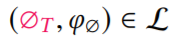 (∅_T, φ_∅) ∈ 𝓛